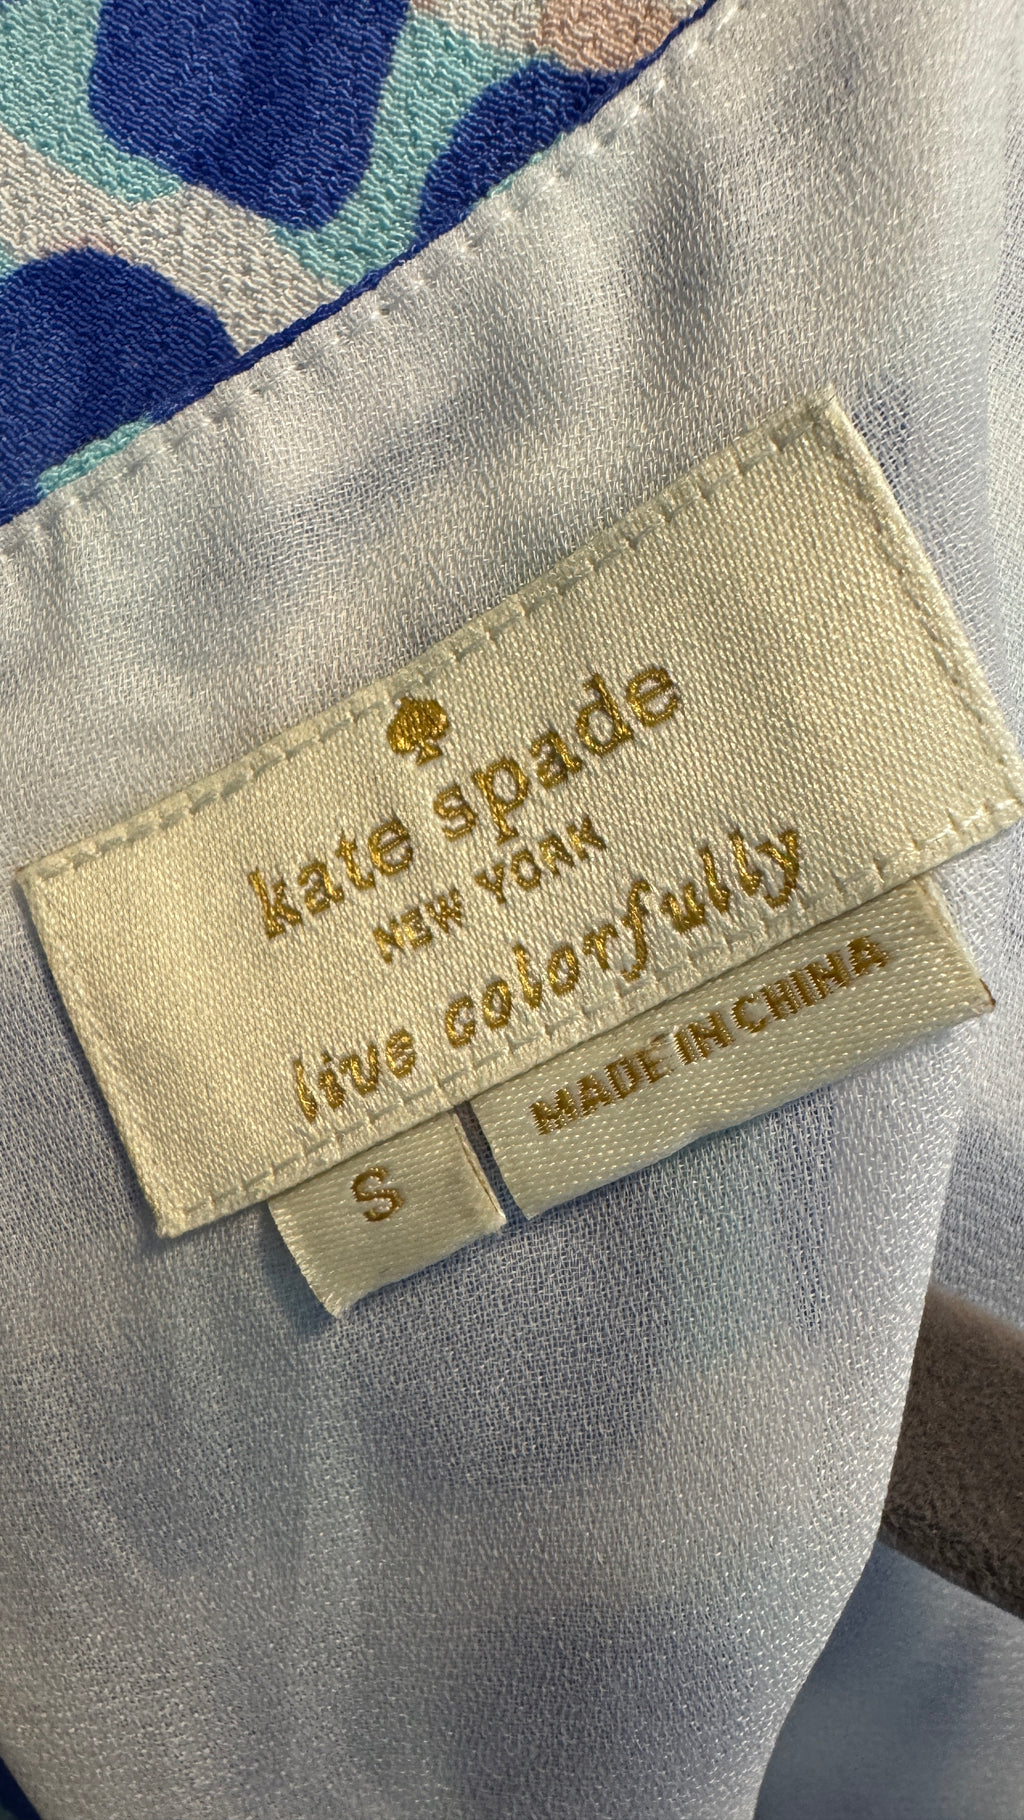 kate spade
NEW YORK
live colorfully
MADE IN CHINA
S